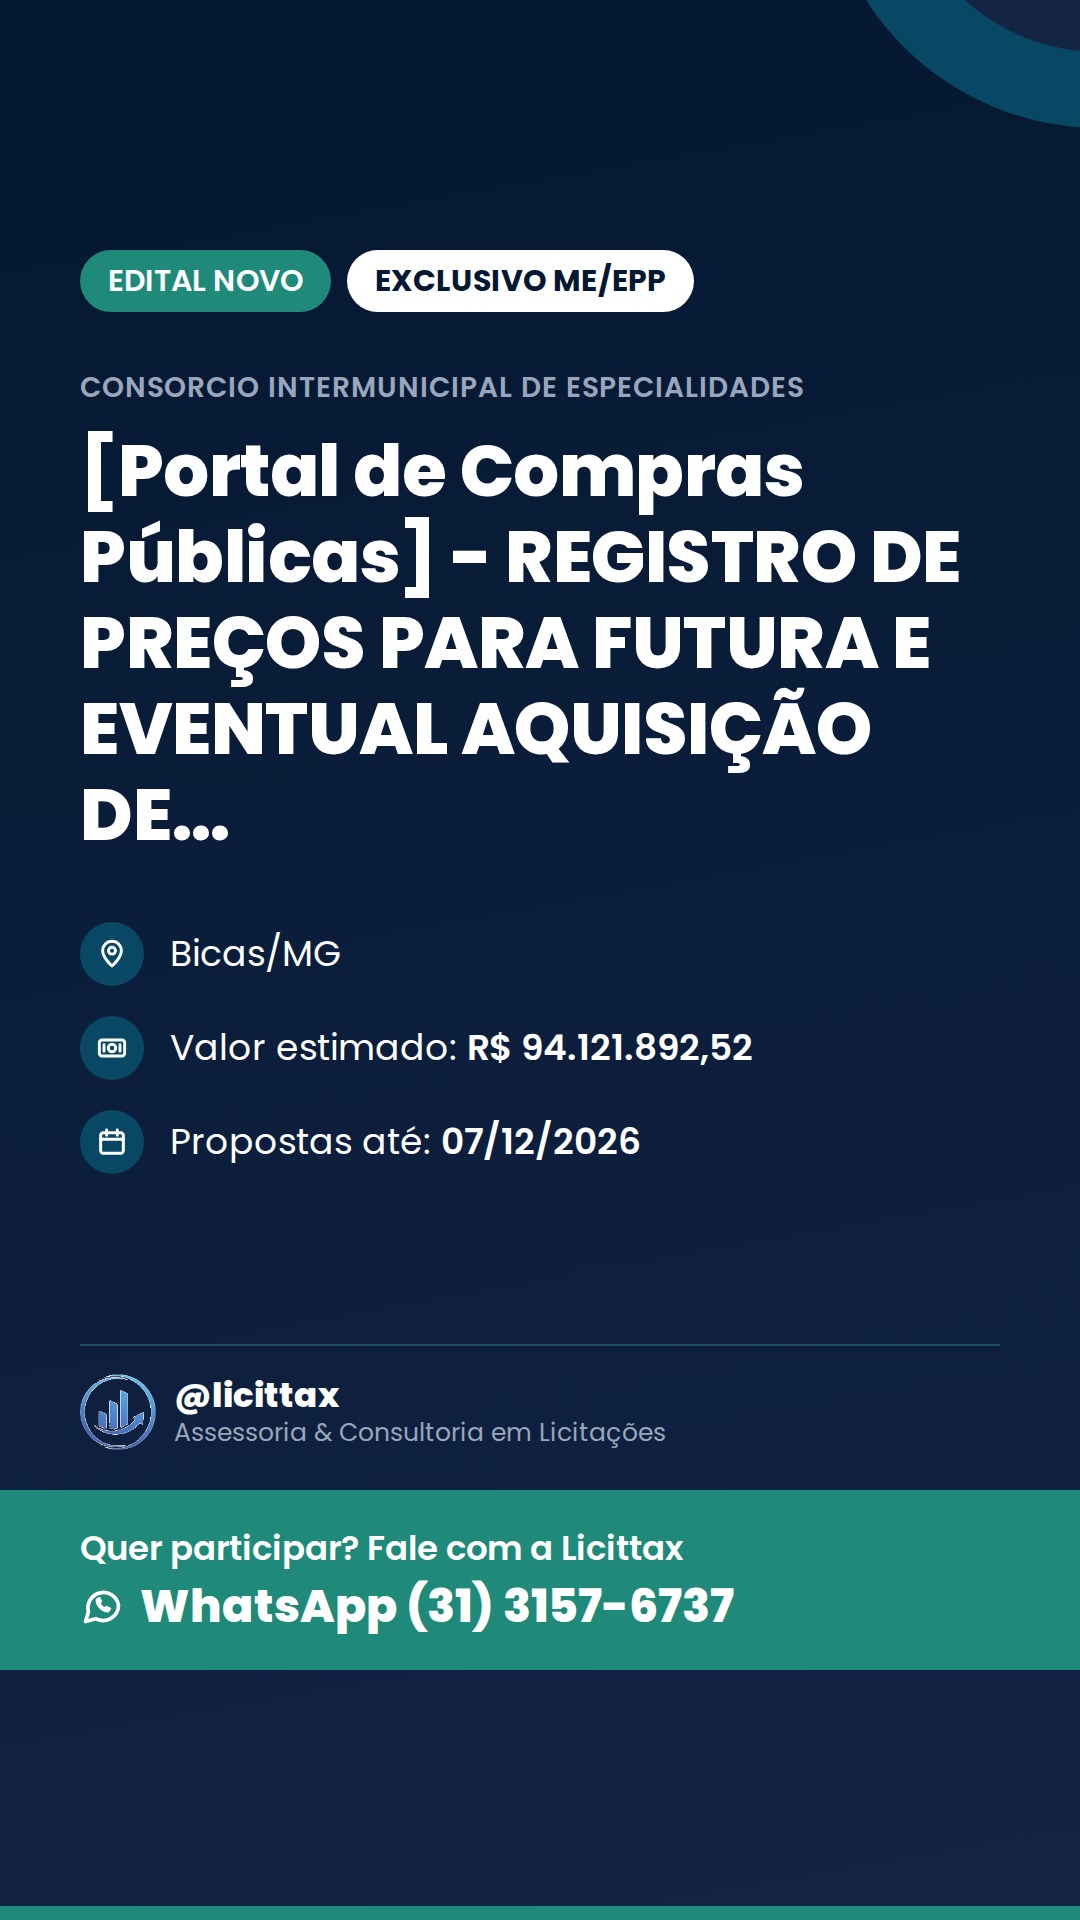 EDITAL NOVO EXCLUSIVO ME/EPP
CONSORCIO INTERMUNICIPAL DE ESPECIALIDADES
[Portal de Compras
Públicas] - REGISTRO DE
PREÇOS PARA FUTURA E
EVENTUAL AQUISIÇÃO
DE...
Bicas/MG
Valor estimado: R$ 94.121.892,52
Propostas até: 07/12/2026
@licittax
Assessoria & Consultoria em Licitações
Quer participar? Fale com a Licittax
WhatsApp (31) 3157-6737